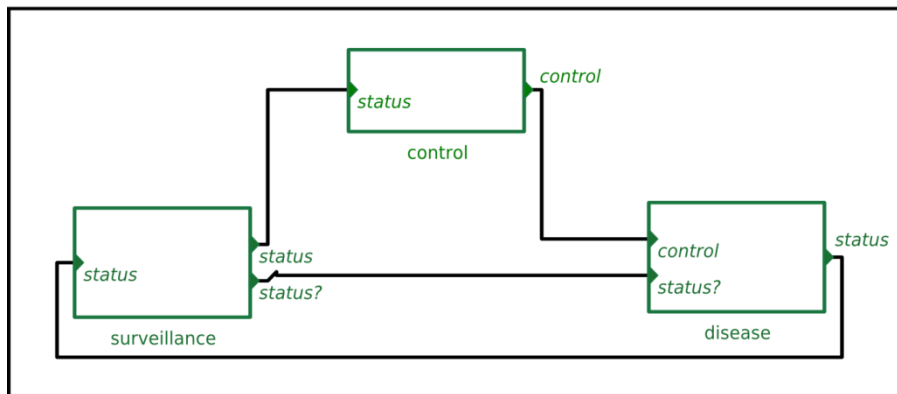 control
status
control
status
status
status?
surveillance
control
status?
status
disease